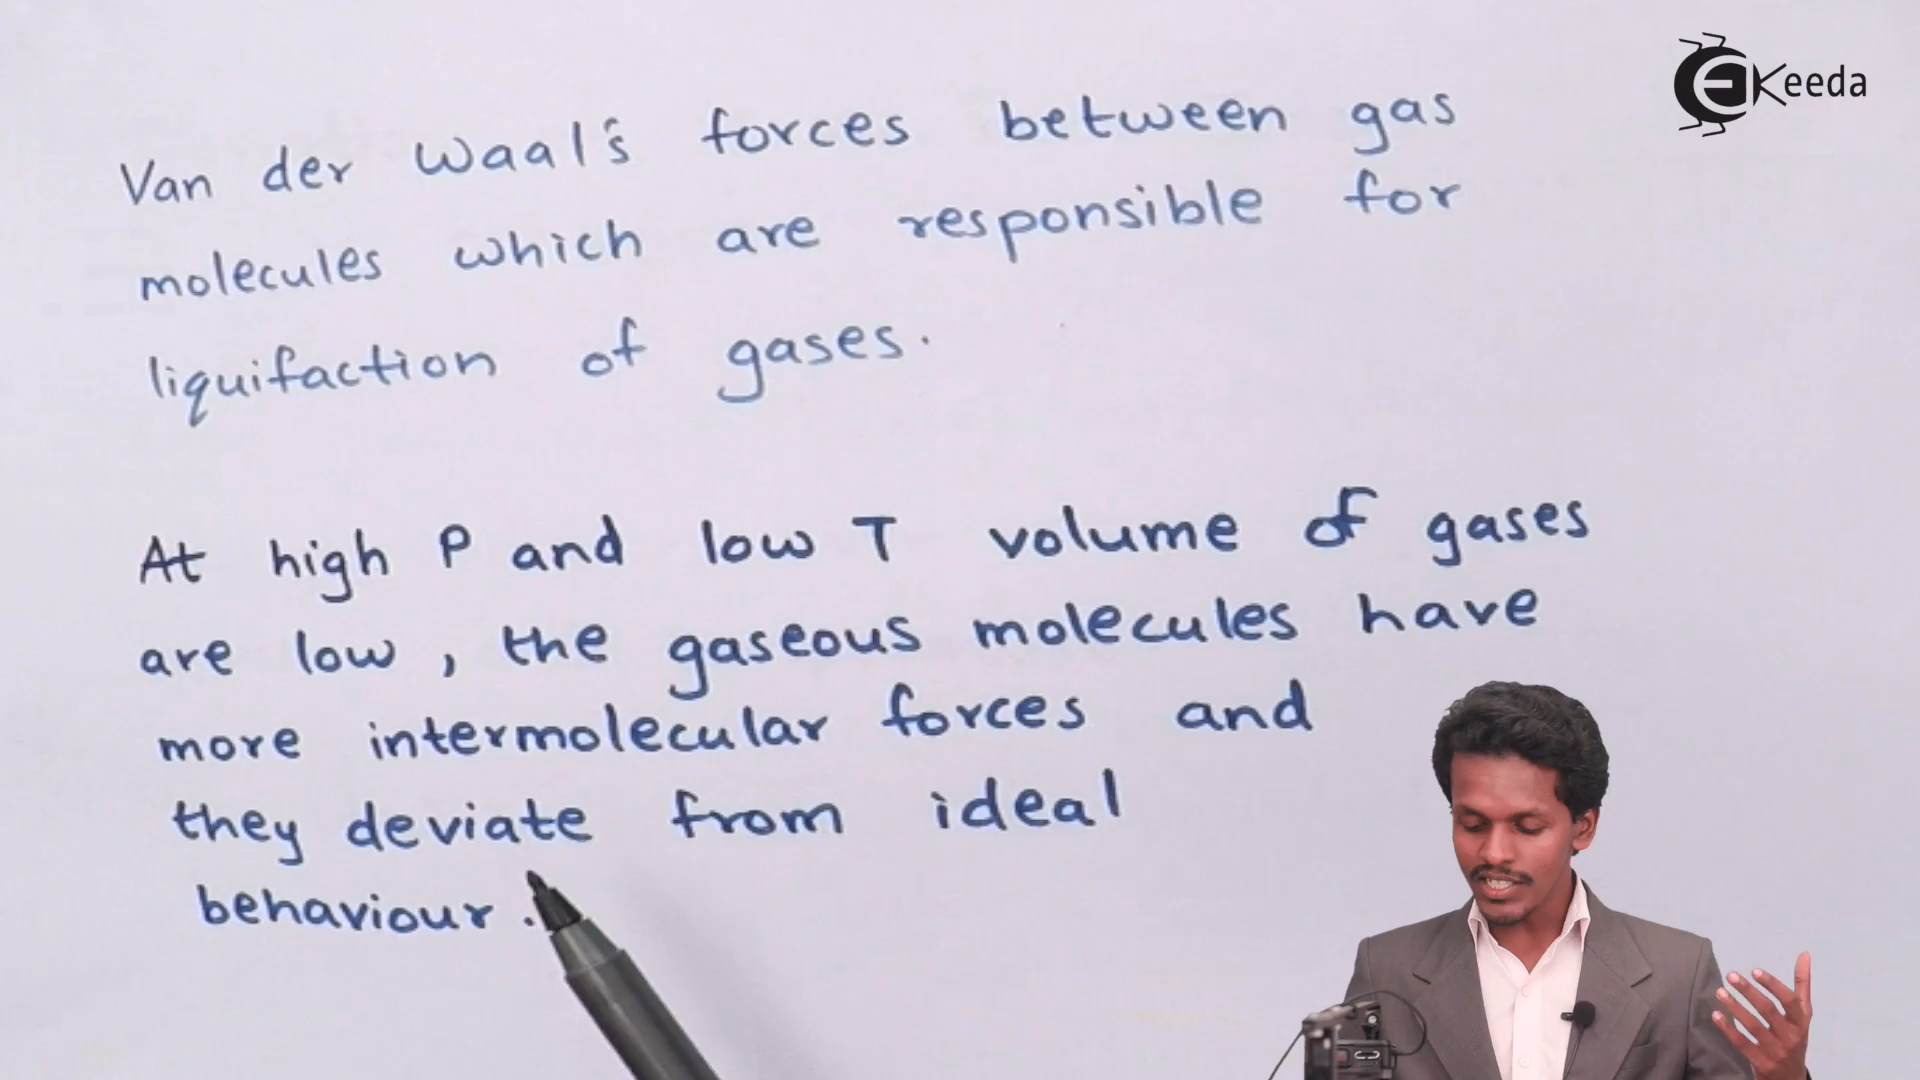 Van der Waal's forces between gas
molecules which are responsible for
liquifaction of gases.
At high P and low T volume of gases
are low, the gaseous molecules have
more intermolecular forces and
they deviate from ideal
behaviour.
EKeeda